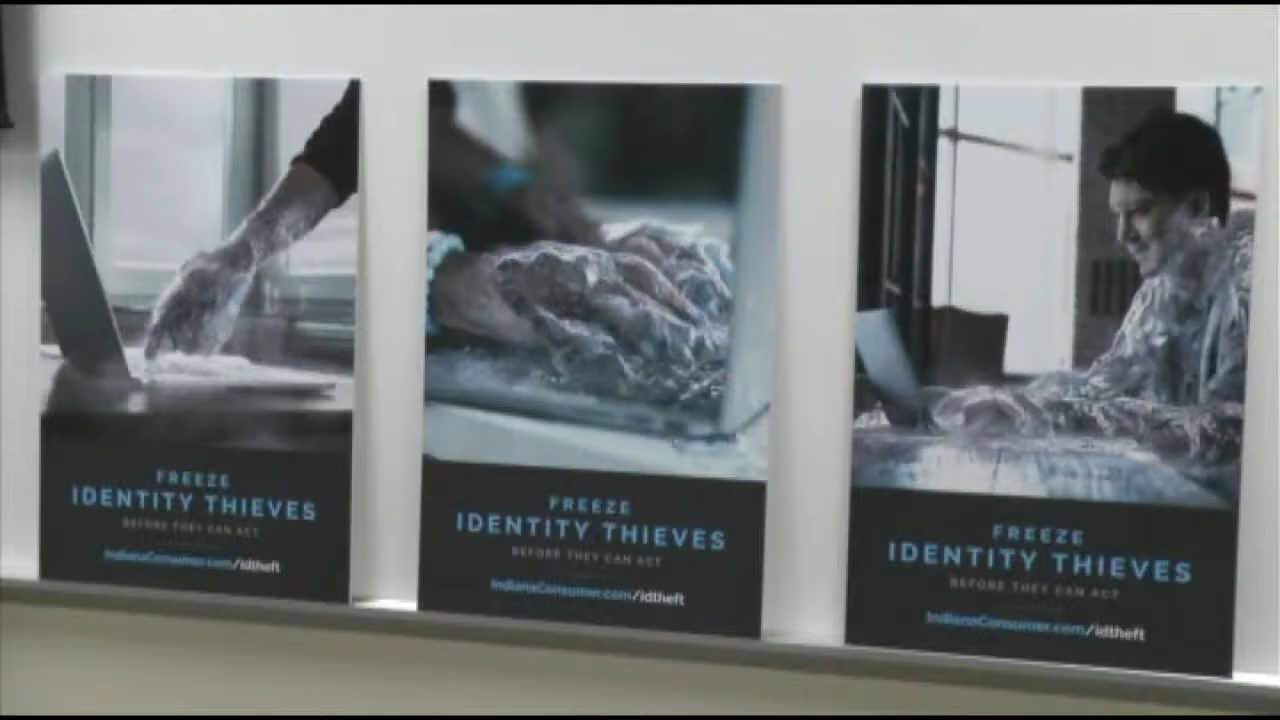 FREEZE
IDENTITY THIEVES
BEFORE THEY CAN ACT
IndianaConsumer.com/idtheft
FREEZE
IDENTITY THIEVES
BEFORE THEY CAN ACT
IndianaConsumer.com/idtheft
FREEZE
IDENTITY THIEVES
BEFORE THEY CAN ACT
IndianaConsumer.com/idtheft